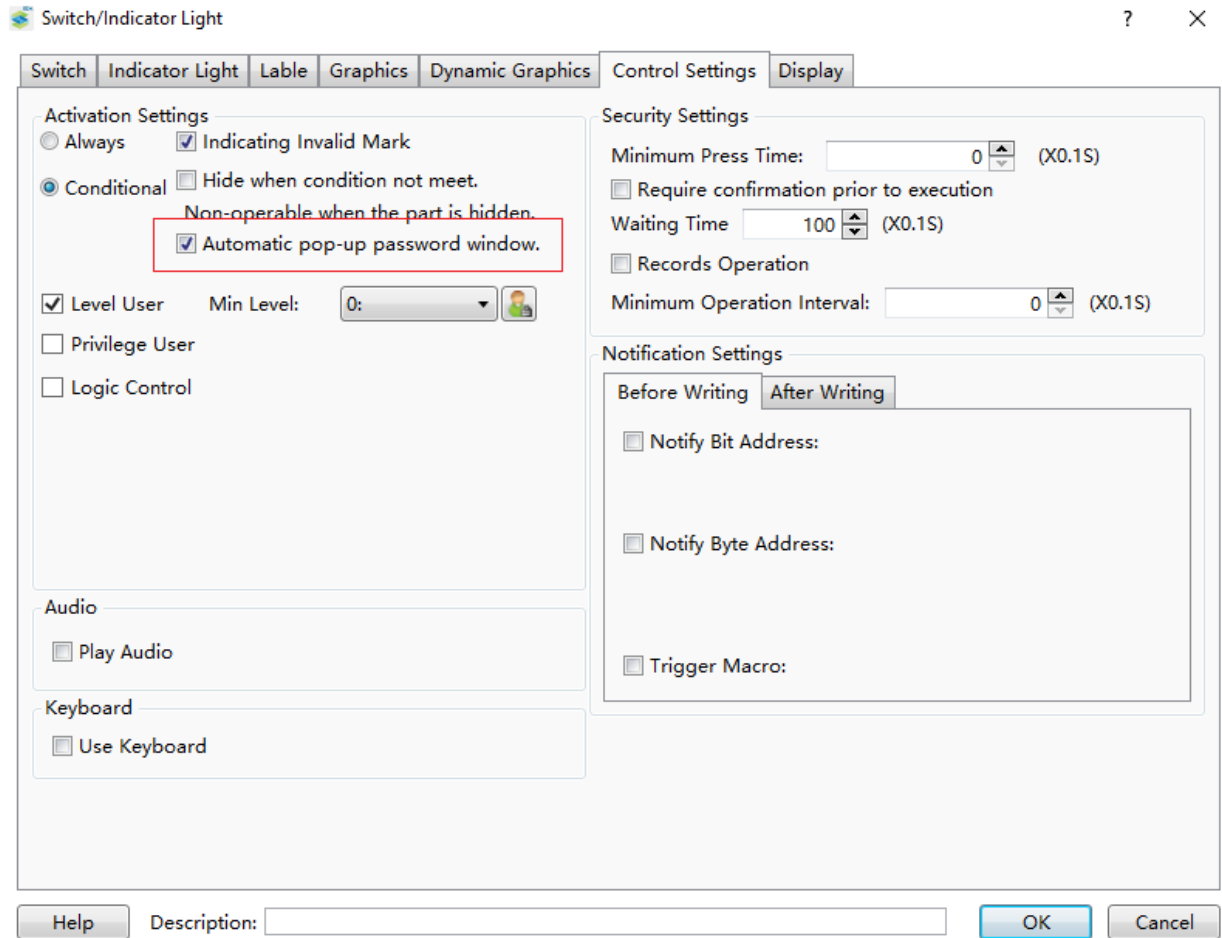 Switch/Indicator Light
?
Switch
Indicator Light
Lable
Graphics
Dynamic Graphics
Control Settings
Display
Activation Settings
Always
Indicating Invalid Mark
Conditional
Hide when condition not meet.
Non-operable when the part is hidden.
Automatic pop-up password window.
Level User
Min Level:
0:
Privilege User
Logic Control
Audio
Play Audio
Keyboard
Use Keyboard
Security Settings
Minimum Press Time:
0
(X0.1S)
Require confirmation prior to execution
Waiting Time
100
(X0.1S)
Records Operation
Minimum Operation Interval:
0
(X0.1S)
Notification Settings
Before Writing
After Writing
Notify Bit Address:
Notify Byte Address:
Trigger Macro:
Help
Description:
OK
Cancel